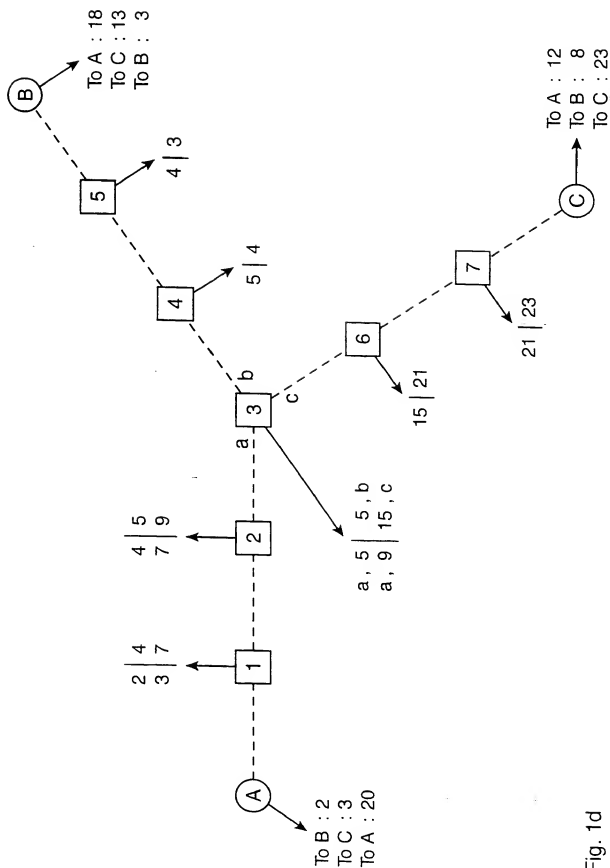 A
To B : 2
To C : 3
To A : 20
1
2 | 4
3 | 7
2
4 | 5
7 | 9
a
3
b
c
a , 5 | 5 , b
a , 9 | 15 , c
4
5 | 4
5
4 | 3
B
To A : 18
To C : 13
To B : 3
6
15 | 21
7
21 | 23
C
To A : 12
To B : 8
To C : 23
Fig. 1d